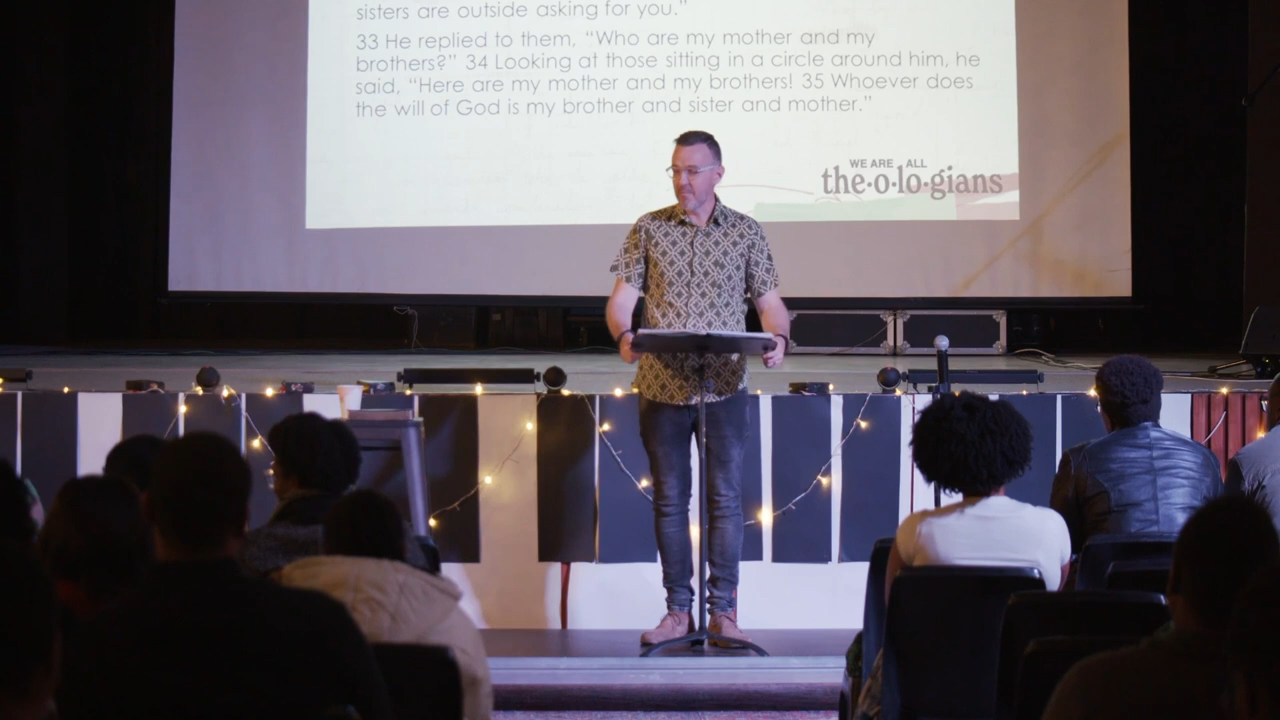 sisters are outside asking for you.”
33 He replied to them, “Who are my mother and my
brothers?” 34 Looking at those sitting in a circle around him, he
said, “Here are my mother and my brothers! 35 Whoever does
the will of God is my brother and sister and mother.”
WE ARE ALL
the·o·lo·gians